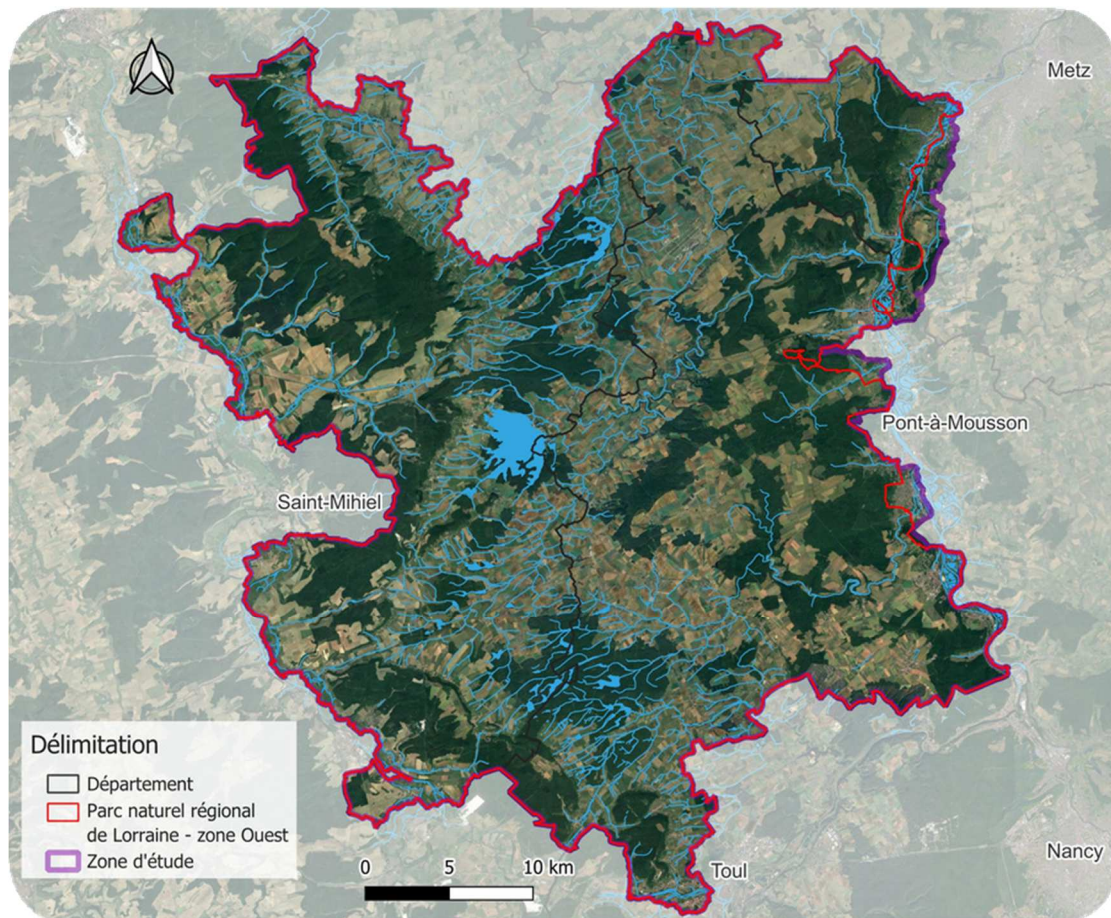 Metz
Pont-à-Mousson
Saint-Mihiel
Délimitation
Département
Parc naturel régional
de Lorraine - zone Ouest
Zone d'étude
0 5 10 km
Toul
Nancy